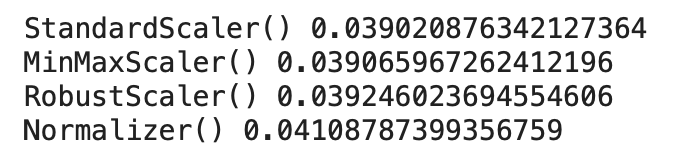 StandardScaler() 0.039020876342127364
MinMaxScaler() 0.039065967262412196
RobustScaler() 0.039246023694554606
Normalizer() 0.04108787399356759